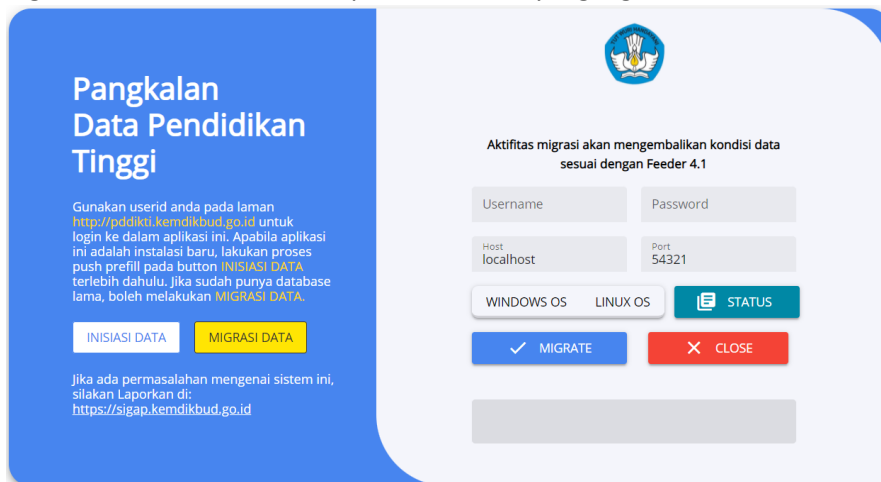 Pangkalan
Data Pendidikan
Tinggi
Gunakan userid anda pada laman
http://pddikti.kemdikbud.go.id untuk
login ke dalam aplikasi ini. Apabila aplikasi
ini adalah instalasi baru, lakukan proses
push prefill pada button INISIASI DATA
terlebih dahulu. Jika sudah punya database
lama, boleh melakukan MIGRASI DATA.
INISIASI DATA MIGRASI DATA
Jika ada permasalahan mengenai sistem ini,
silakan Laporkan di:
https://sigap.kemdikbud.go.id
TUT WURI HANDAYANI
Aktifitas migrasi akan mengembalikan kondisi data
sesuai dengan Feeder 4.1
Username Password
Host Port
localhost 54321
WINDOWS OS LINUX OS STATUS
MIGRATE CLOSE